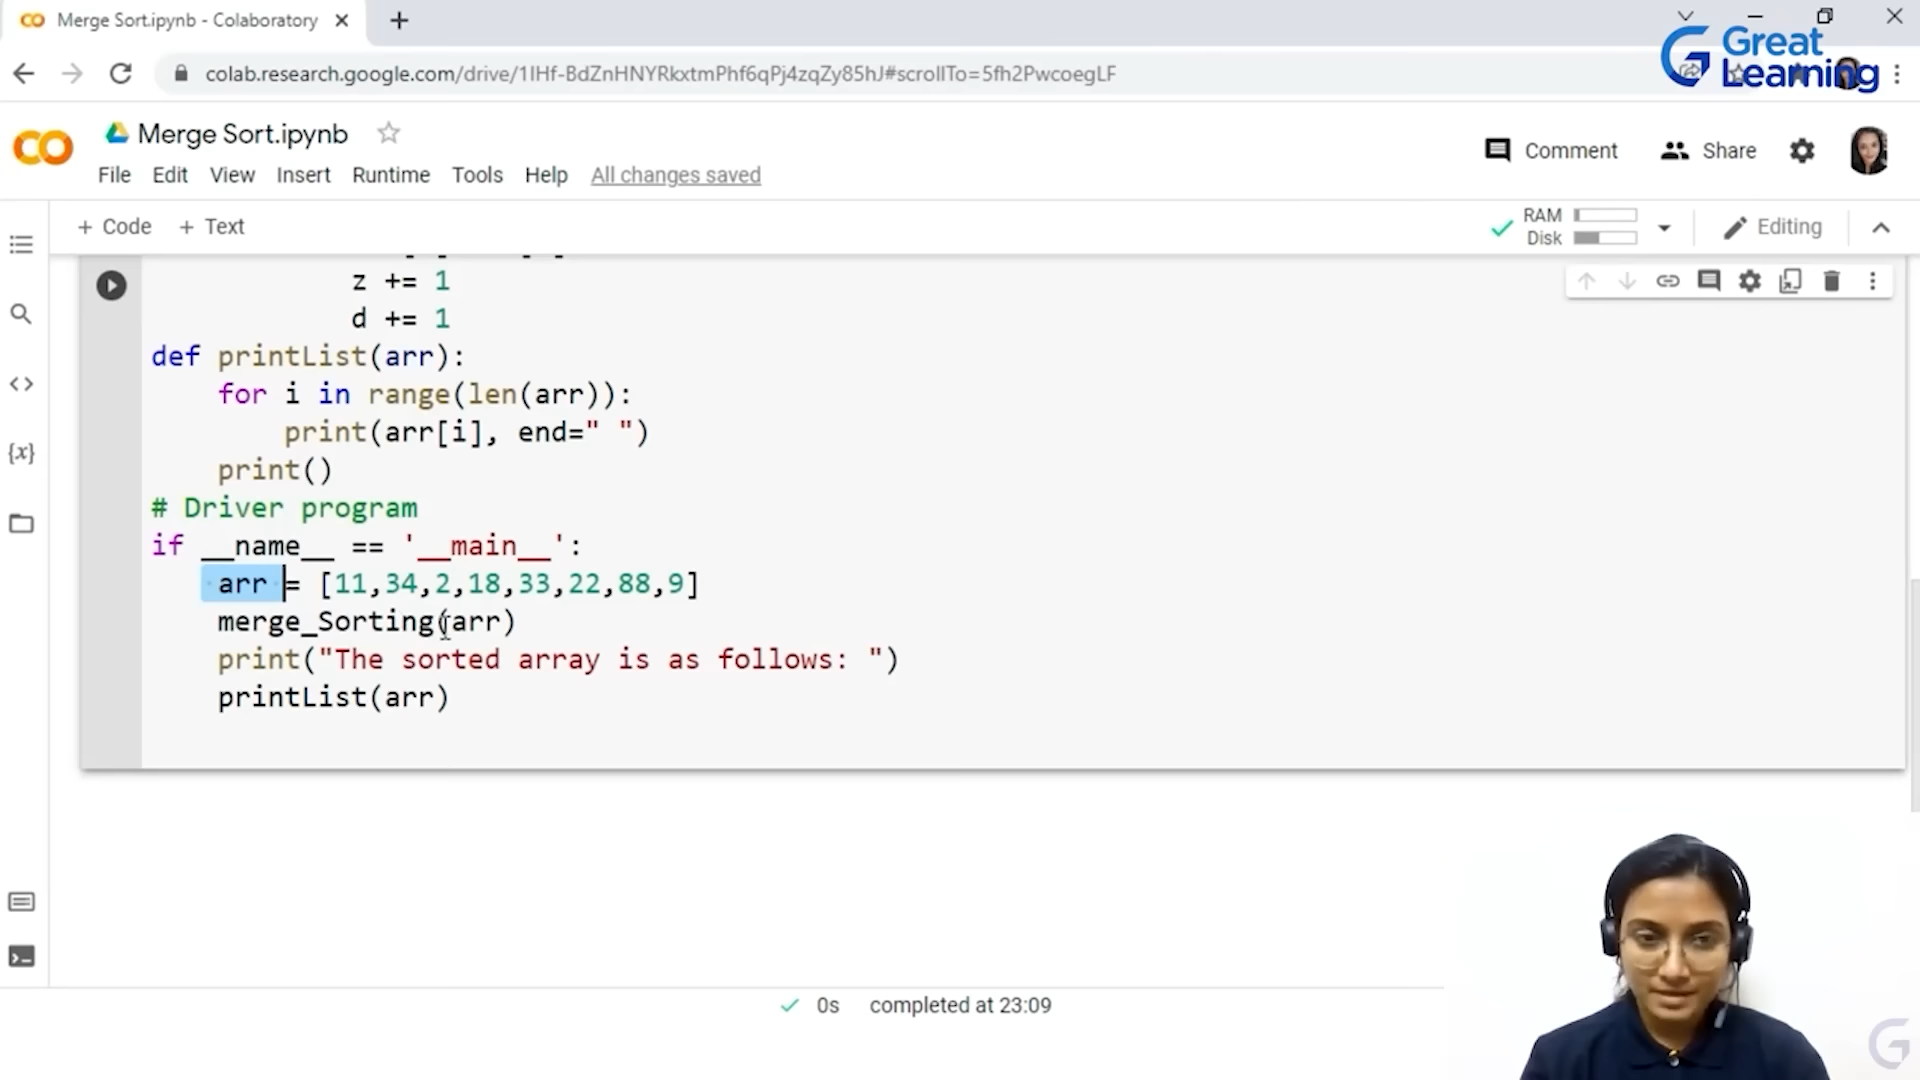 Merge Sort.ipynb - Colaboratory
colab.research.google.com/drive/1IHf-BdZnHNYRkxtmPhf6qPj4zqZy85hJ#scrollTo=5fh2PwcoegLF
Great
Learning
Merge Sort.ipynb
Comment
Share
File Edit View Insert Runtime Tools Help All changes saved
+ Code + Text
RAM
Disk
Editing
z += 1
d += 1
def printList(arr):
for i in range(len(arr)):
print(arr[i], end=" ")
print()
# Driver program
if __name__ == '__main__':
arr = [11,34,2,18,33,22,88,9]
merge_Sorting(arr)
print("The sorted array is as follows: ")
printList(arr)
0s completed at 23:09